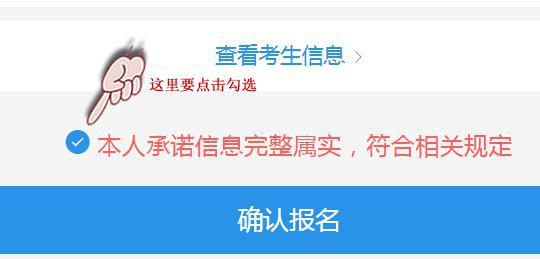 查看考生信息
这里要点击勾选
本人承诺信息完整属实，符合相关规定
确认报名